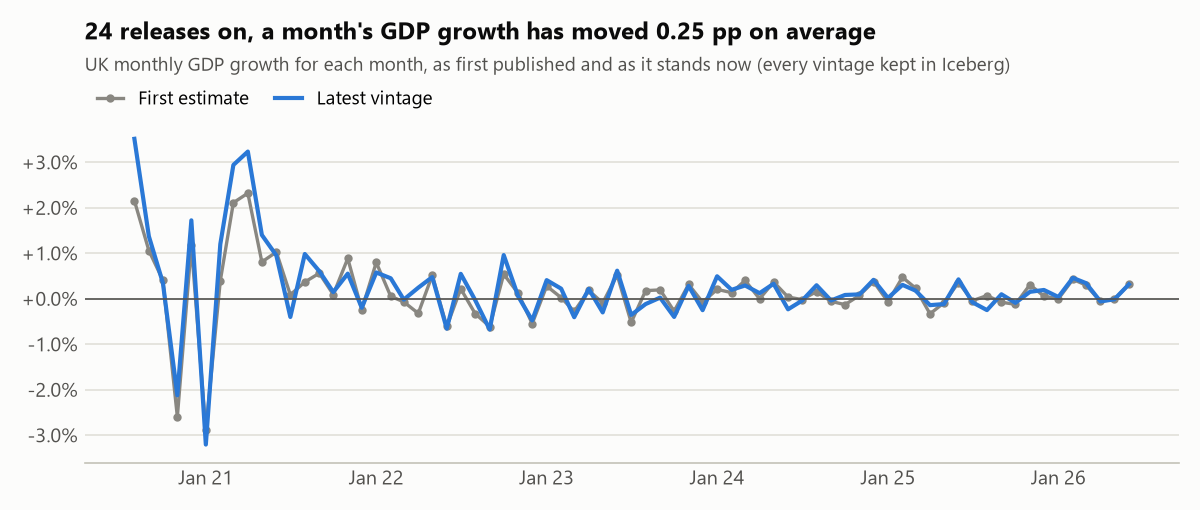 24 releases on, a month's GDP growth has moved 0.25 pp on average
UK monthly GDP growth for each month, as first published and as it stands now (every vintage kept in Iceberg)
First estimate Latest vintage
+3.0%
+2.0%
+1.0%
+0.0%
-1.0%
-2.0%
-3.0%
Jan 21 Jan 22 Jan 23 Jan 24 Jan 25 Jan 26